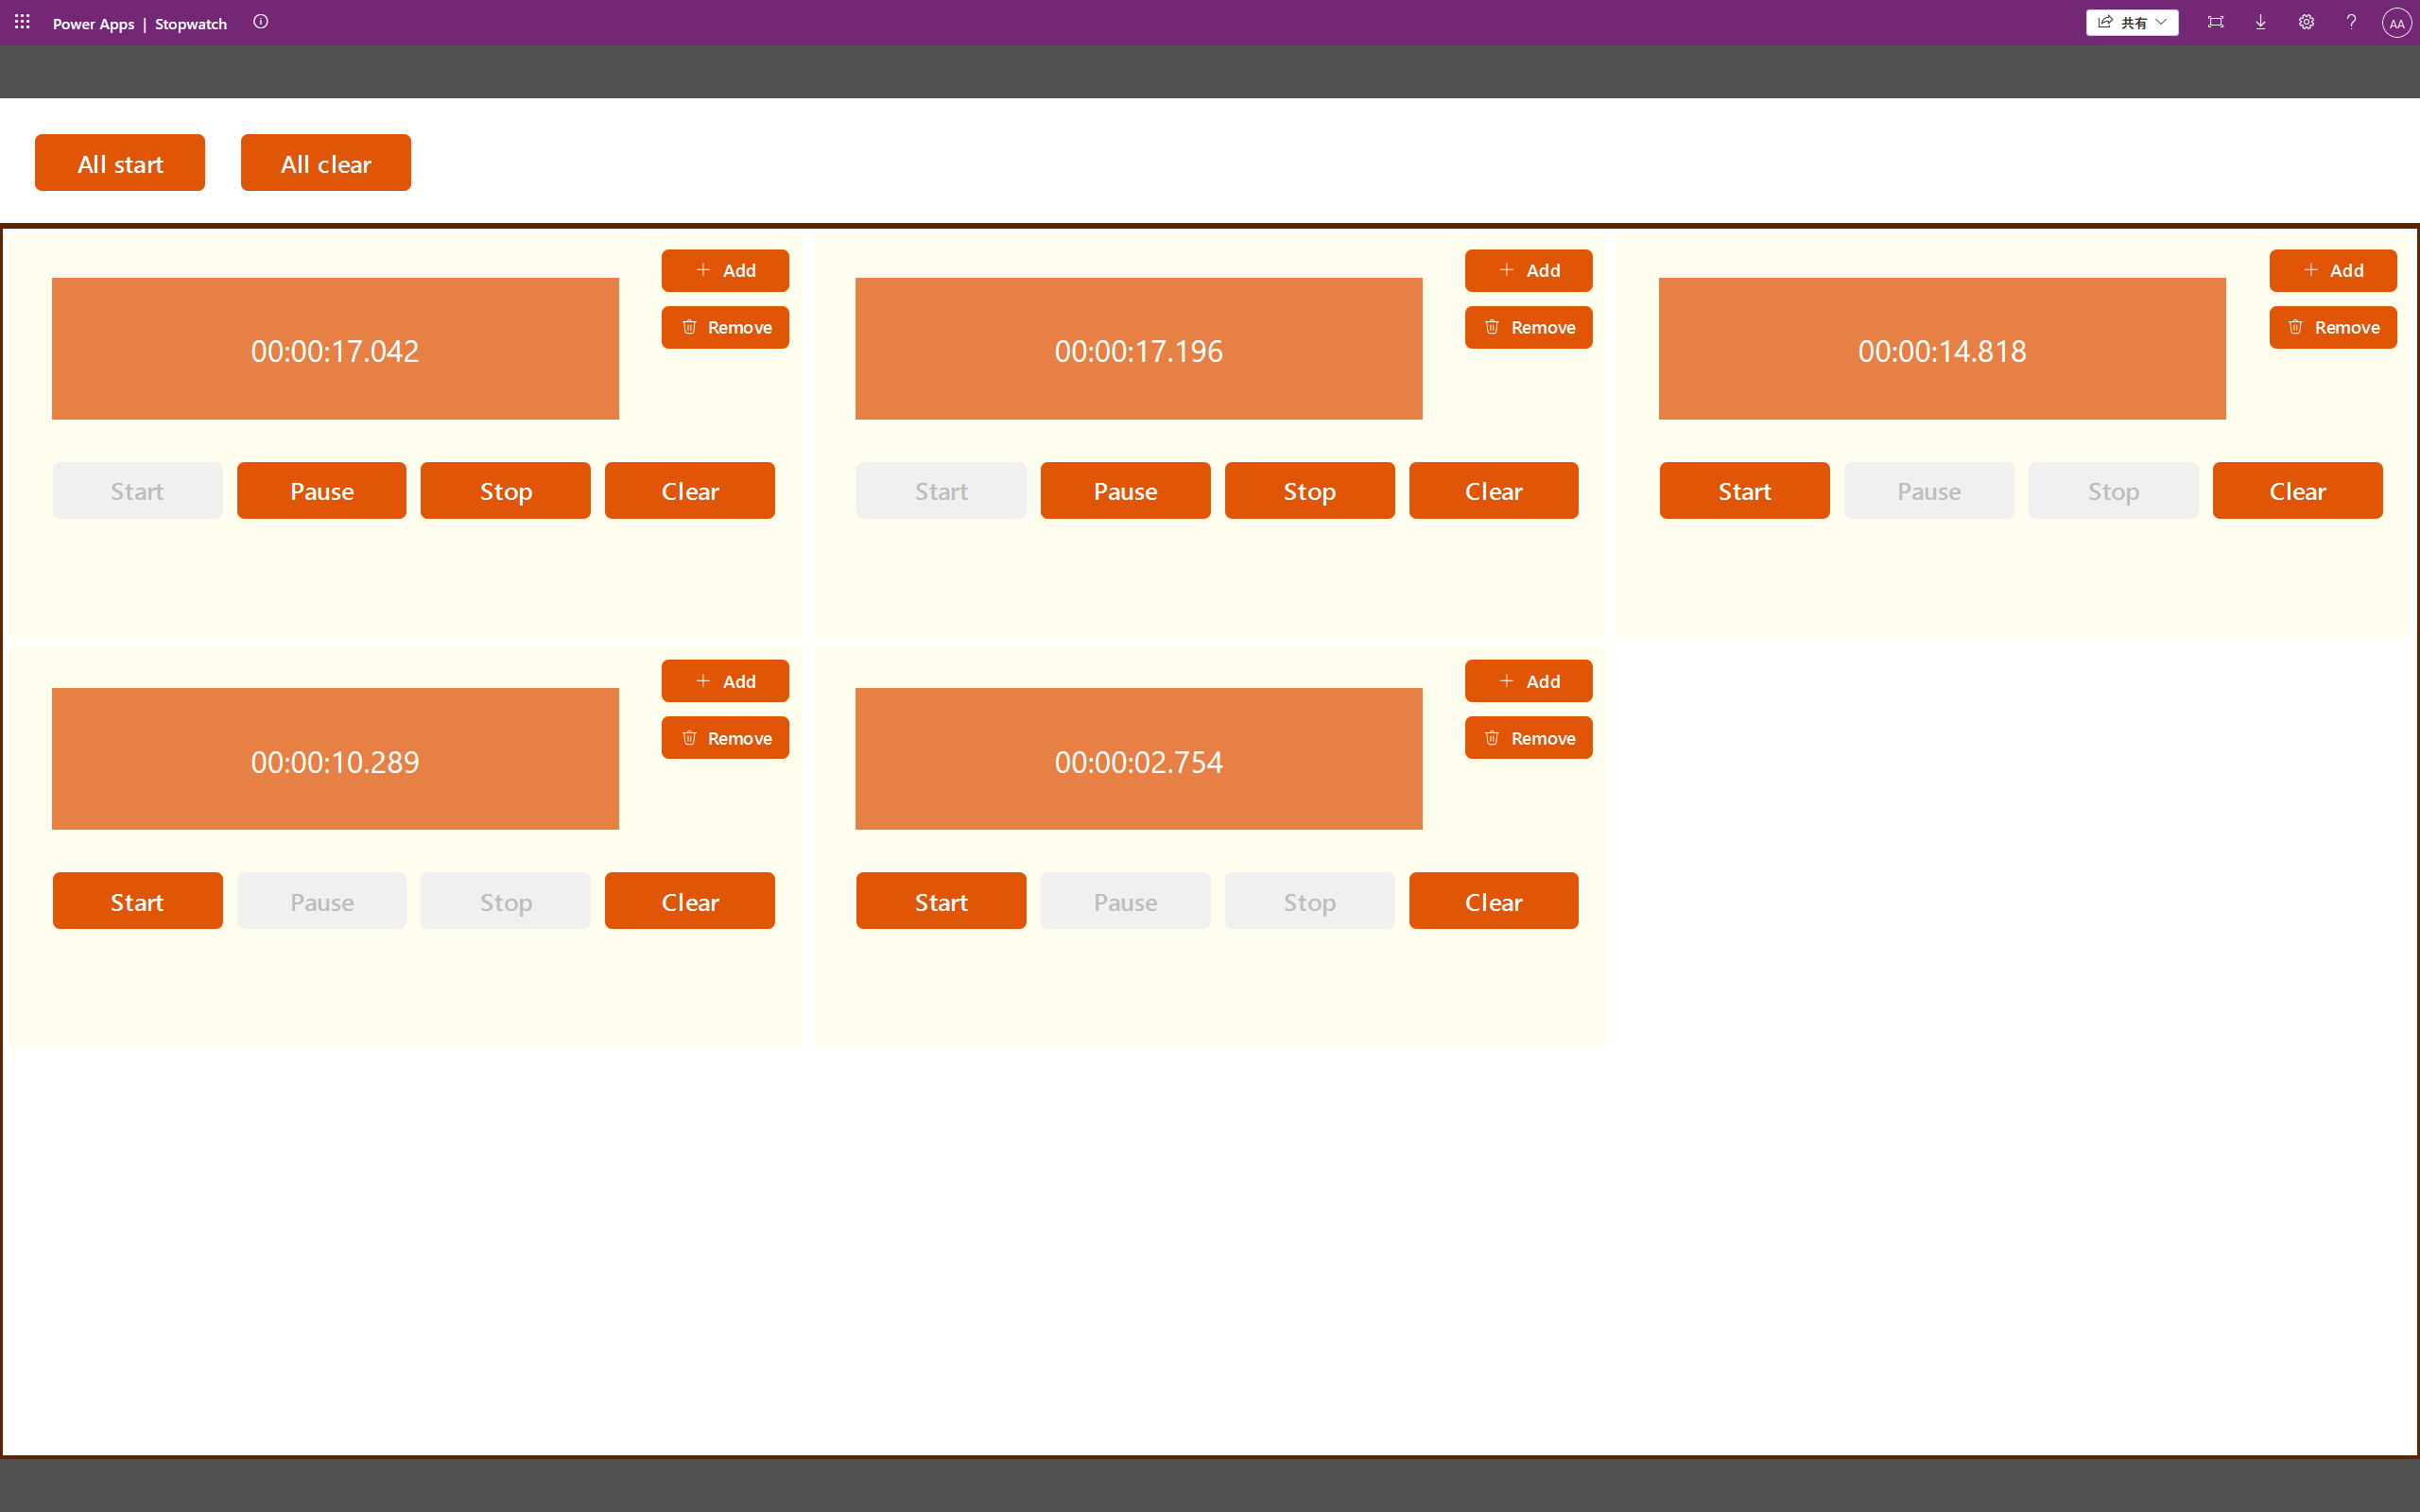 Power Apps | Stopwatch
共有
AA
All start All clear
Add Add Add
Remove Remove Remove
00:00:17.042 00:00:17.196 00:00:14.818
Start Pause Stop Clear Start Pause Stop Clear Start Pause Stop Clear
Add Add
Remove Remove
00:00:10.289 00:00:02.754
Start Pause Stop Clear Start Pause Stop Clear